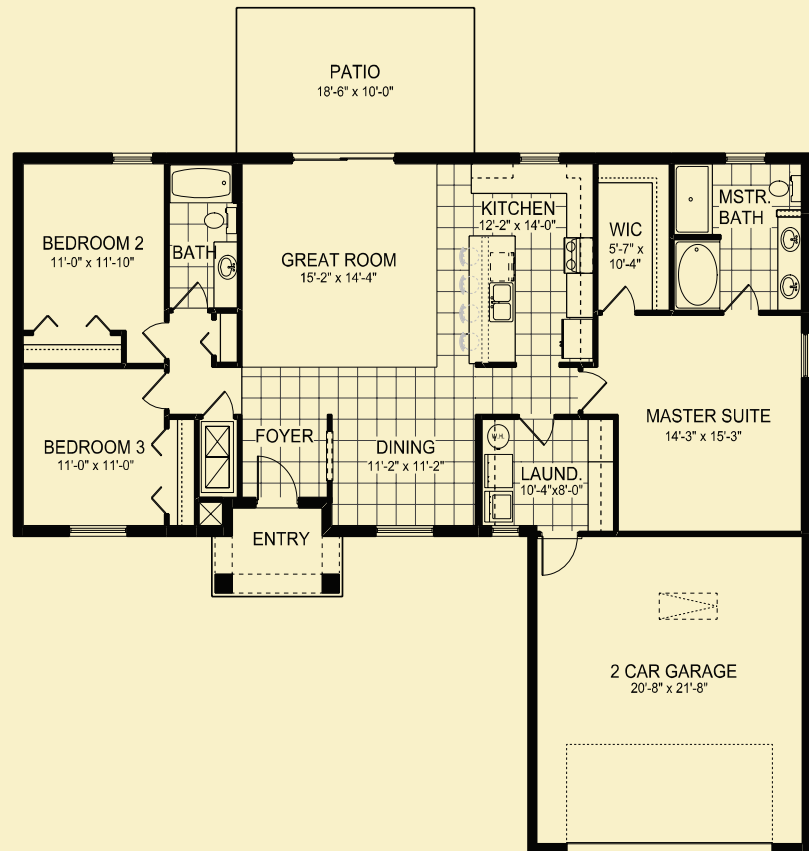 PATIO
18'-6" x 10'-0"
BEDROOM 2
11'-0" x 11'-10"
BATH
GREAT ROOM
15'-2" x 14'-4"
KITCHEN
12'-2" x 14'-0"
WIC
5'-7" x
10'-4"
MSTR.
BATH
BEDROOM 3
11'-0" x 11'-0"
FOYER
DINING
11'-2" x 11'-2"
W.H.
LAUND.
10'-4"x8'-0"
MASTER SUITE
14'-3" x 15'-3"
ENTRY
2 CAR GARAGE
20'-8" x 21'-8"